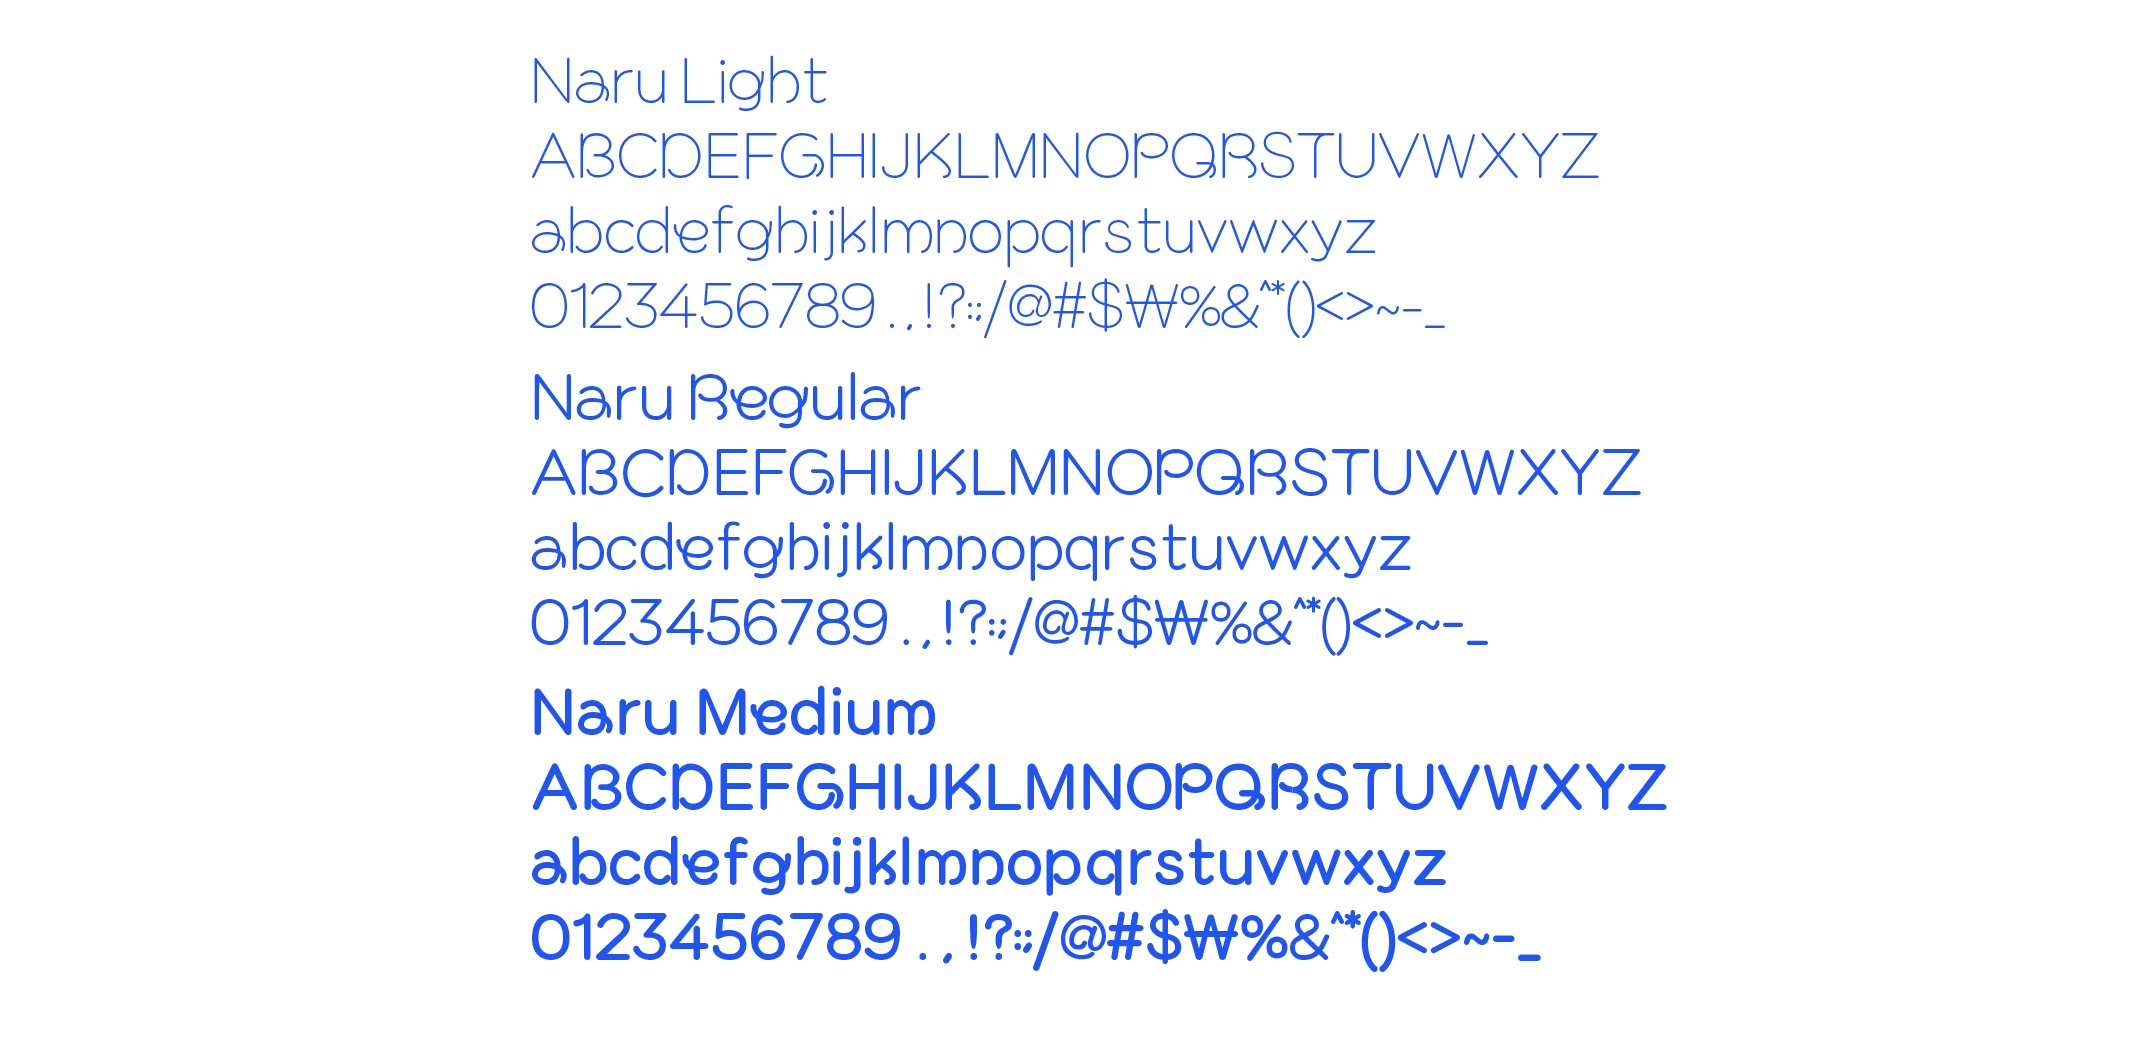 Naru Light
ABCDEFGHIJKLMNOPQRSTUVWXYZ
abcdefghijklmnopqrstuvwxyz
0123456789 . , !?:;/@#$₩%&^*()<>~-_
Naru Regular
ABCDEFGHIJKLMNOPQRSTUVWXYZ
abcdefghijklmnopqrstuvwxyz
0123456789 . , !?:;/@#$₩%&^*()<>~-_
Naru Medium
ABCDEFGHIJKLMNOPQRSTUVWXYZ
abcdefghijklmnopqrstuvwxyz
0123456789 . , !?:;/@#$₩%&^*()<>~-_